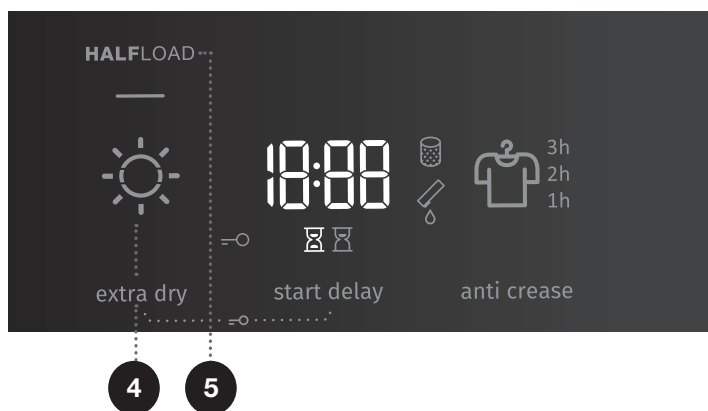 HALFLOAD
18:88
3h
2h
1h
extra dry
start delay
anti crease
4
5